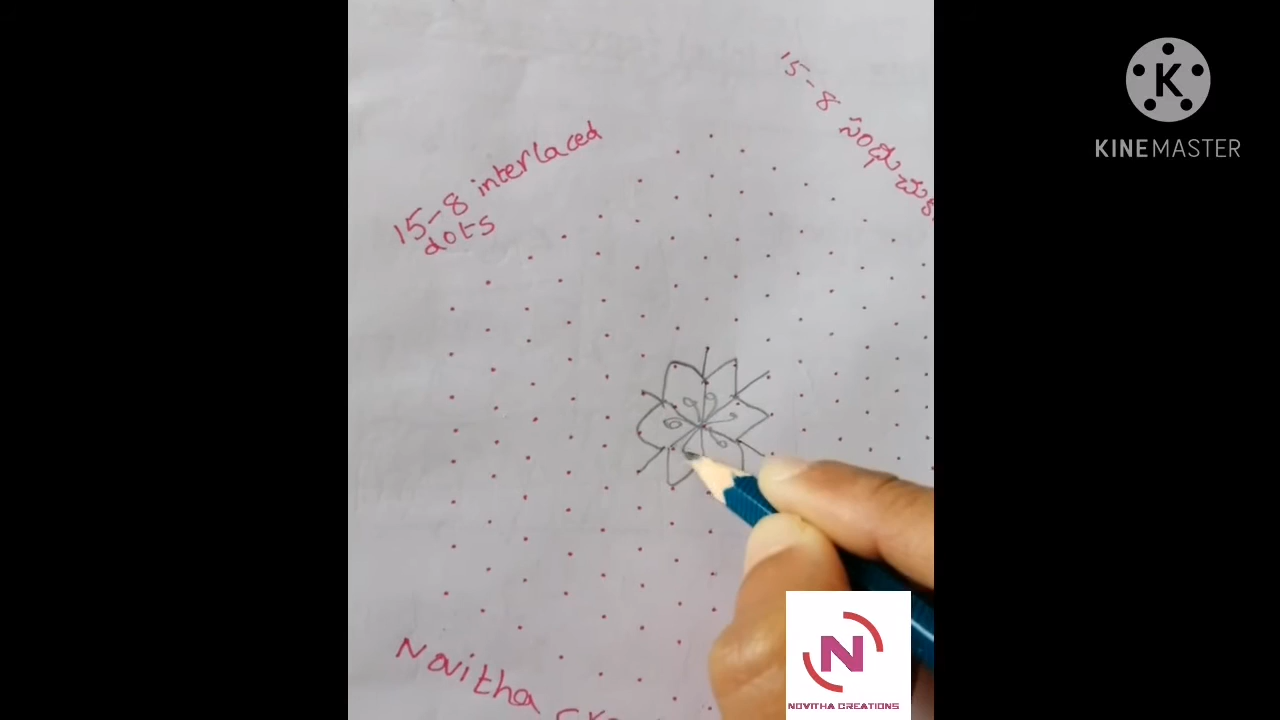 15-8 interlaced
dots
15-8 సందు చుక్క
KINEMASTER
Novitha
N
NOVITHA CREATIONS